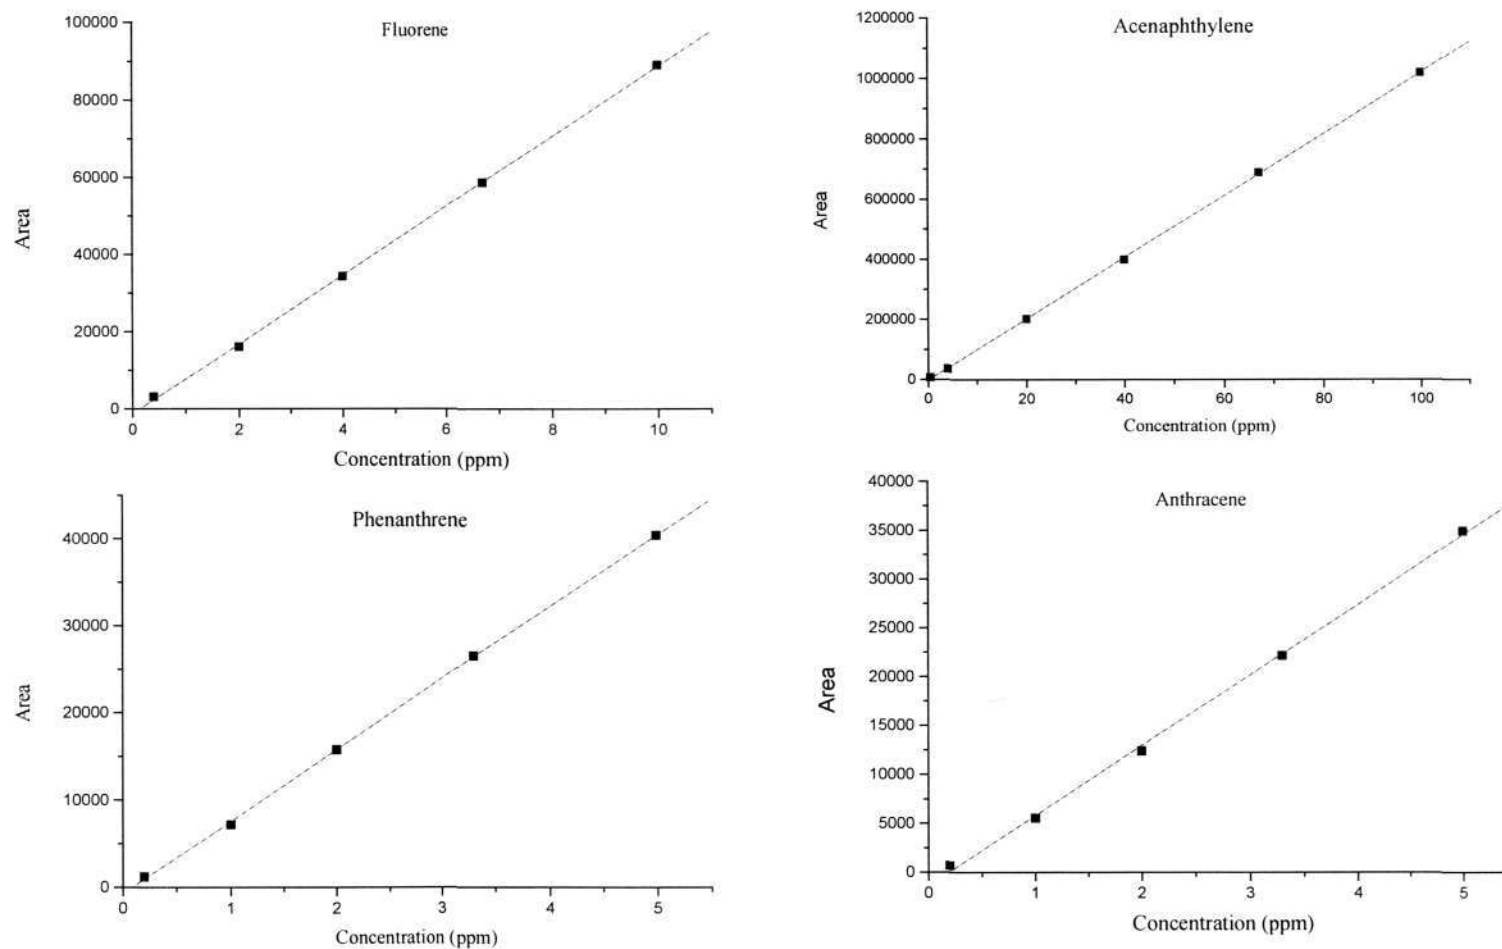 Fluorene
100000
80000
60000
40000
20000
0
Area
0 2 4 6 8 10
Concentration (ppm)
Acenaphthylene
1200000
1000000
800000
600000
400000
200000
0
Area
0 20 40 60 80 100
Concentration (ppm)
Phenanthrene
40000
30000
20000
10000
0
Area
0 1 2 3 4 5
Concentration (ppm)
Anthracene
40000
35000
30000
25000
20000
15000
10000
5000
0
Area
0 1 2 3 4 5
Concentration (ppm)